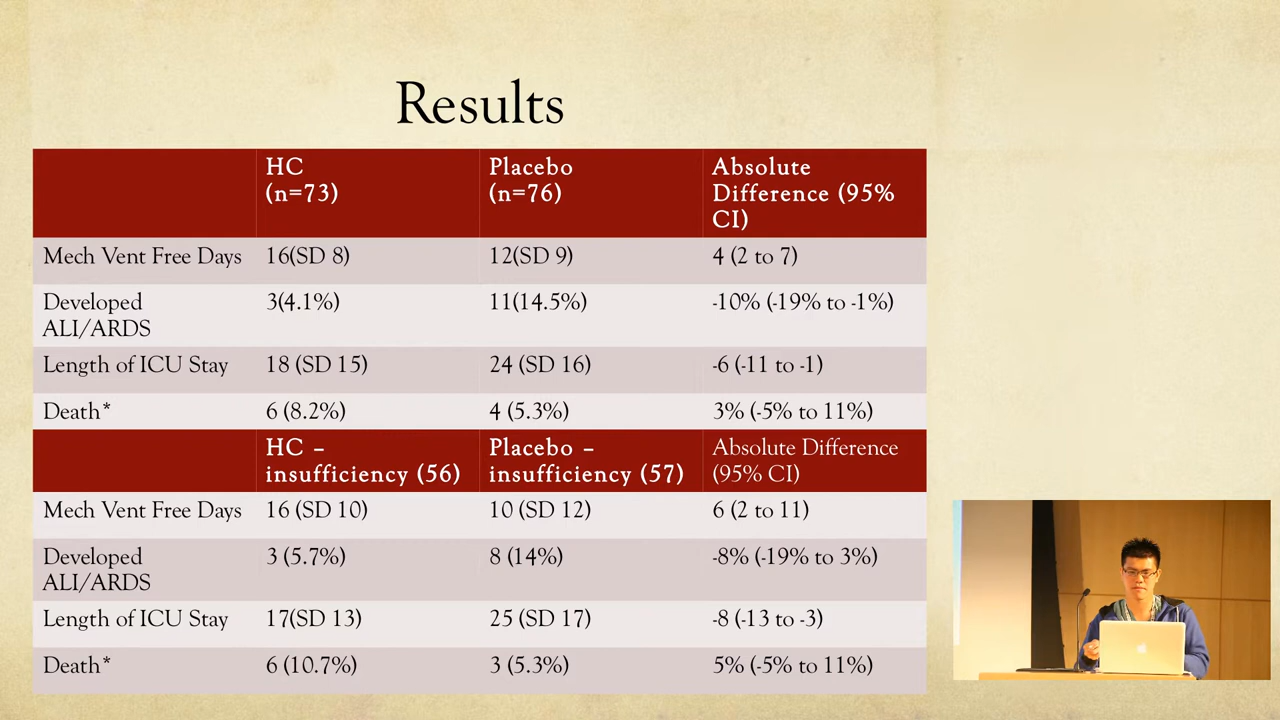 Results
HC
(n=73)
Placebo
(n=76)
Absolute
Difference (95%
CI)
Mech Vent Free Days 16(SD 8) 12(SD 9) 4 (2 to 7)
Developed
ALI/ARDS
3(4.1%) 11(14.5%) -10% (-19% to -1%)
Length of ICU Stay 18 (SD 15) 24 (SD 16) -6 (-11 to -1)
Death* 6 (8.2%) 4 (5.3%) 3% (-5% to 11%)
HC –
insufficiency (56)
Placebo –
insufficiency (57)
Absolute Difference
(95% CI)
Mech Vent Free Days 16 (SD 10) 10 (SD 12) 6 (2 to 11)
Developed
ALI/ARDS
3 (5.7%) 8 (14%) -8% (-19% to 3%)
Length of ICU Stay 17(SD 13) 25 (SD 17) -8 (-13 to -3)
Death* 6 (10.7%) 3 (5.3%) 5% (-5% to 11%)